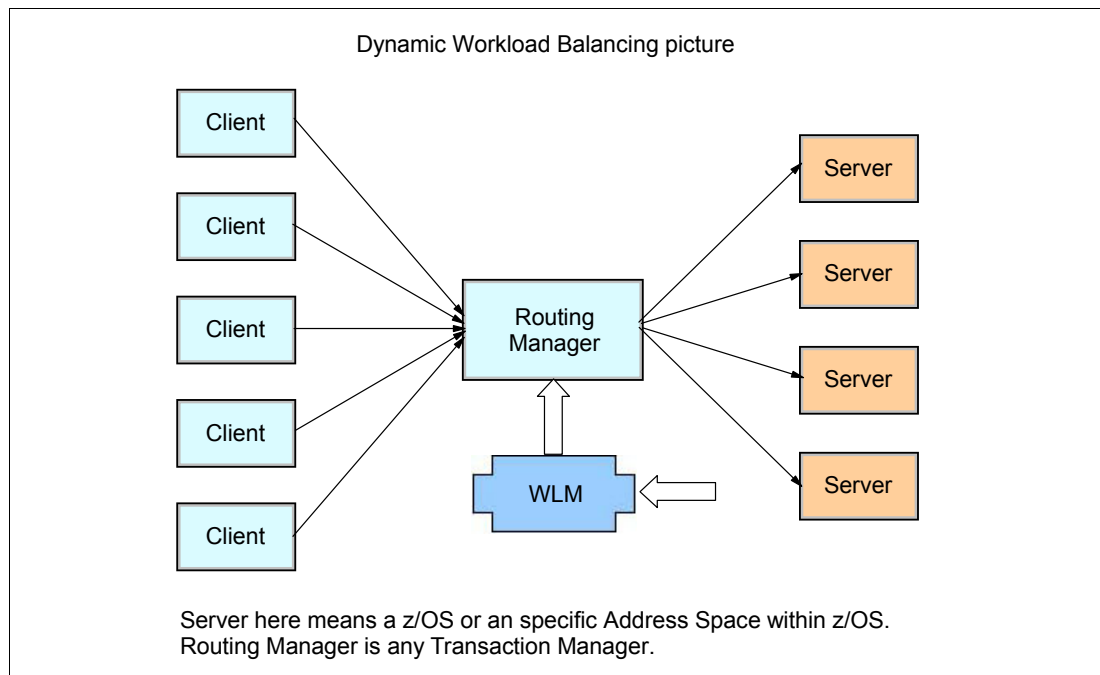 Dynamic Workload Balancing picture
Client
Client
Client
Client
Client
Routing
Manager
WLM
Server
Server
Server
Server
Server here means a z/OS or an specific Address Space within z/OS.
Routing Manager is any Transaction Manager.